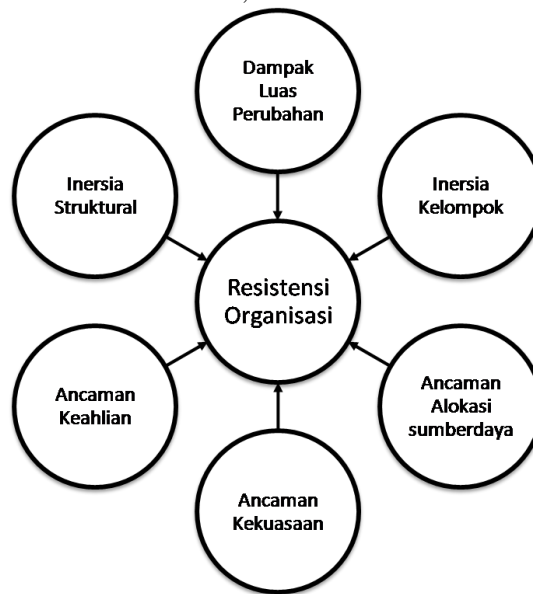 Dampak
Luas
Perubahan
Inersia
Struktural
Inersia
Kelompok
Resistensi
Organisasi
Ancaman
Keahlian
Ancaman
Alokasi
sumberdaya
Ancaman
Kekuasaan